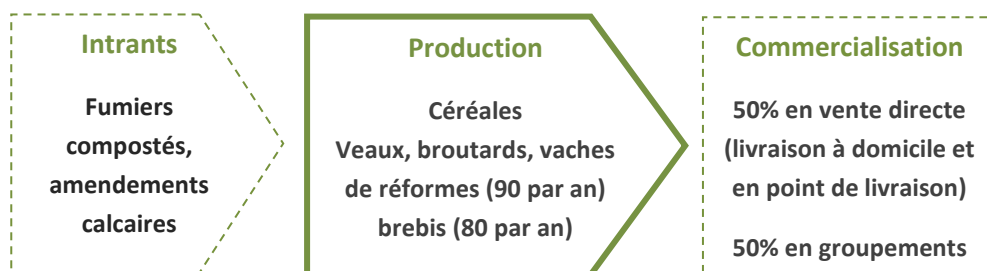 Intrants
Fumiers
compostés,
amendements
calcaires
Production
Céréales
Veaux, broutards, vaches
de réformes (90 par an)
brebis (80 par an)
Commercialisation
50% en vente directe
(livraison à domicile et
en point de livraison)
50% en groupements